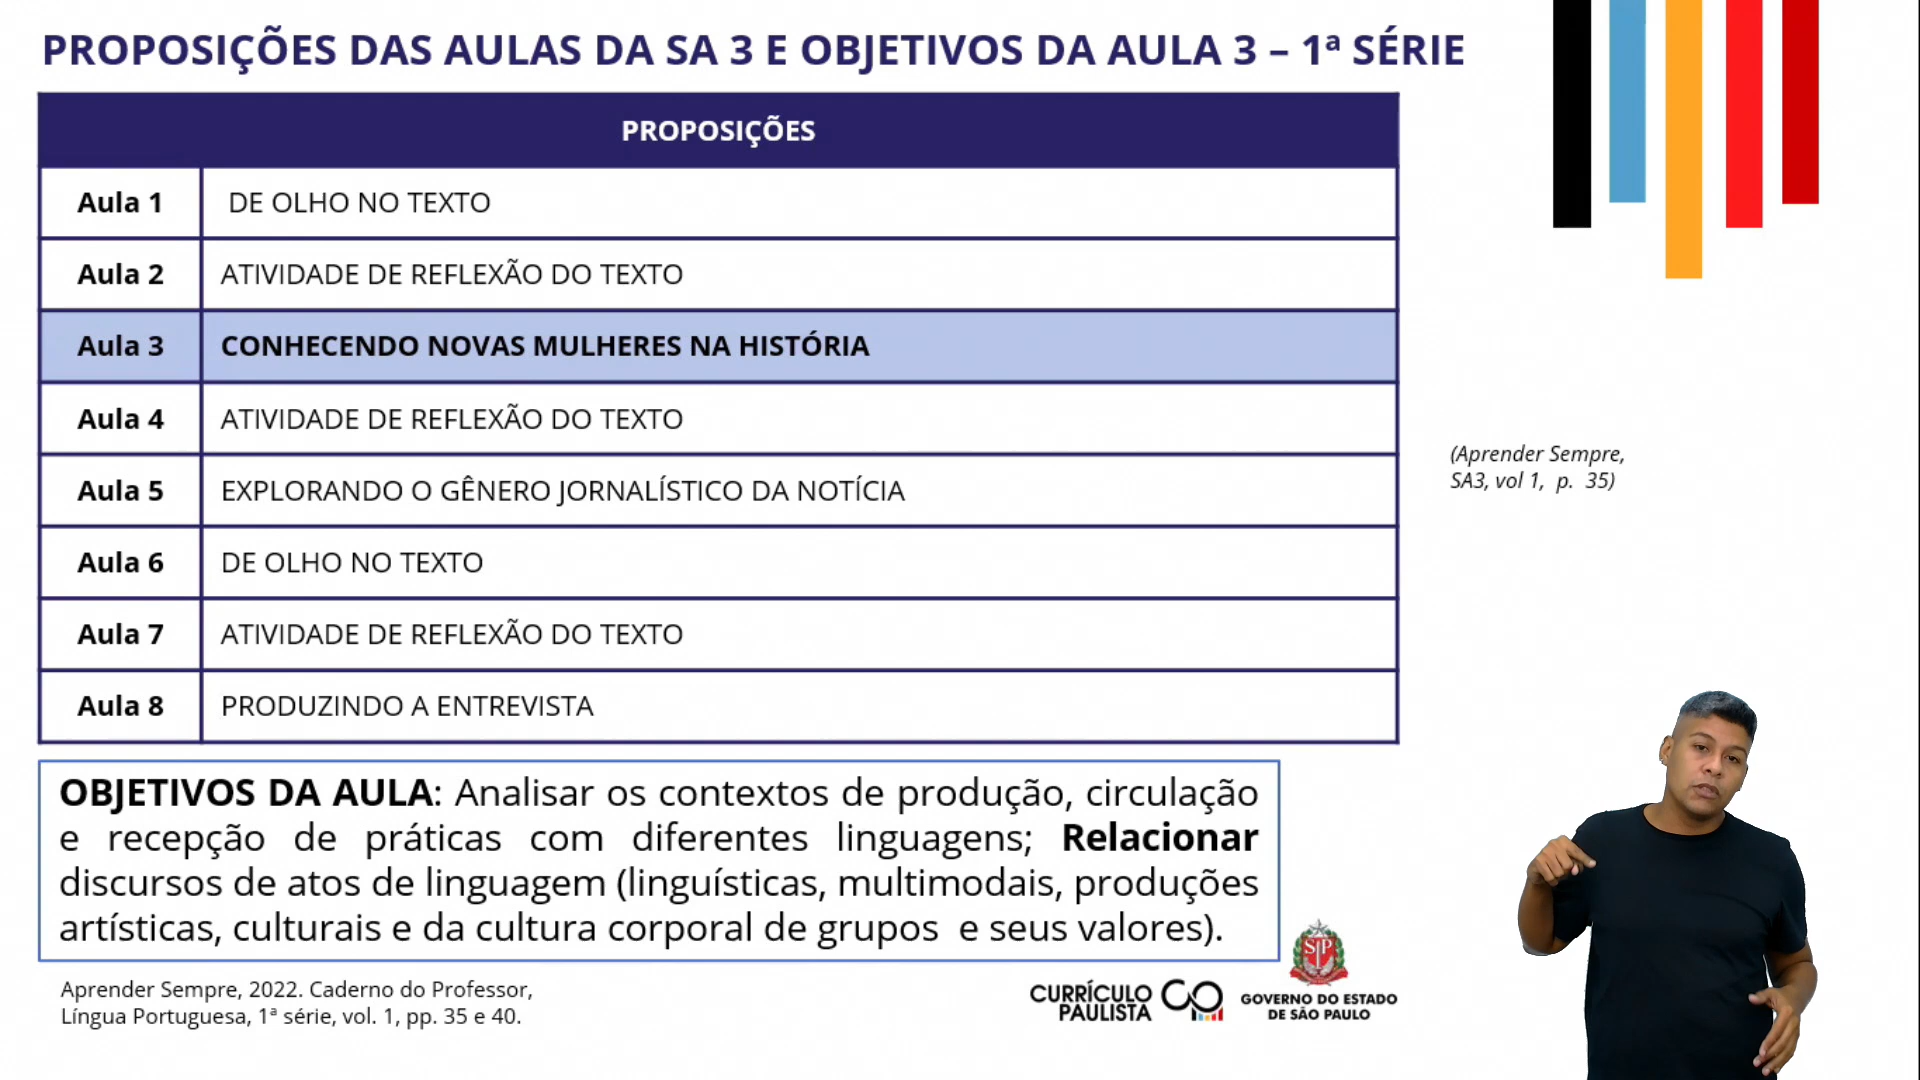 PROPOSIÇÕES DAS AULAS DA SA 3 E OBJETIVOS DA AULA 3 – 1ª SÉRIE
PROPOSIÇÕES
Aula 1 DE OLHO NO TEXTO
Aula 2 ATIVIDADE DE REFLEXÃO DO TEXTO
Aula 3 CONHECENDO NOVAS MULHERES NA HISTÓRIA
Aula 4 ATIVIDADE DE REFLEXÃO DO TEXTO
Aula 5 EXPLORANDO O GÊNERO JORNALÍSTICO DA NOTÍCIA
Aula 6 DE OLHO NO TEXTO
Aula 7 ATIVIDADE DE REFLEXÃO DO TEXTO
Aula 8 PRODUZINDO A ENTREVISTA
(Aprender Sempre,
SA3, vol 1, p. 35)
OBJETIVOS DA AULA: Analisar os contextos de produção, circulação
e recepção de práticas com diferentes linguagens; Relacionar
discursos de atos de linguagem (linguísticas, multimodais, produções
artísticas, culturais e da cultura corporal de grupos e seus valores).
Aprender Sempre, 2022. Caderno do Professor,
Língua Portuguesa, 1ª série, vol. 1, pp. 35 e 40.
CURRÍCULO
PAULISTA
SP
GOVERNO DO ESTADO
DE SÃO PAULO